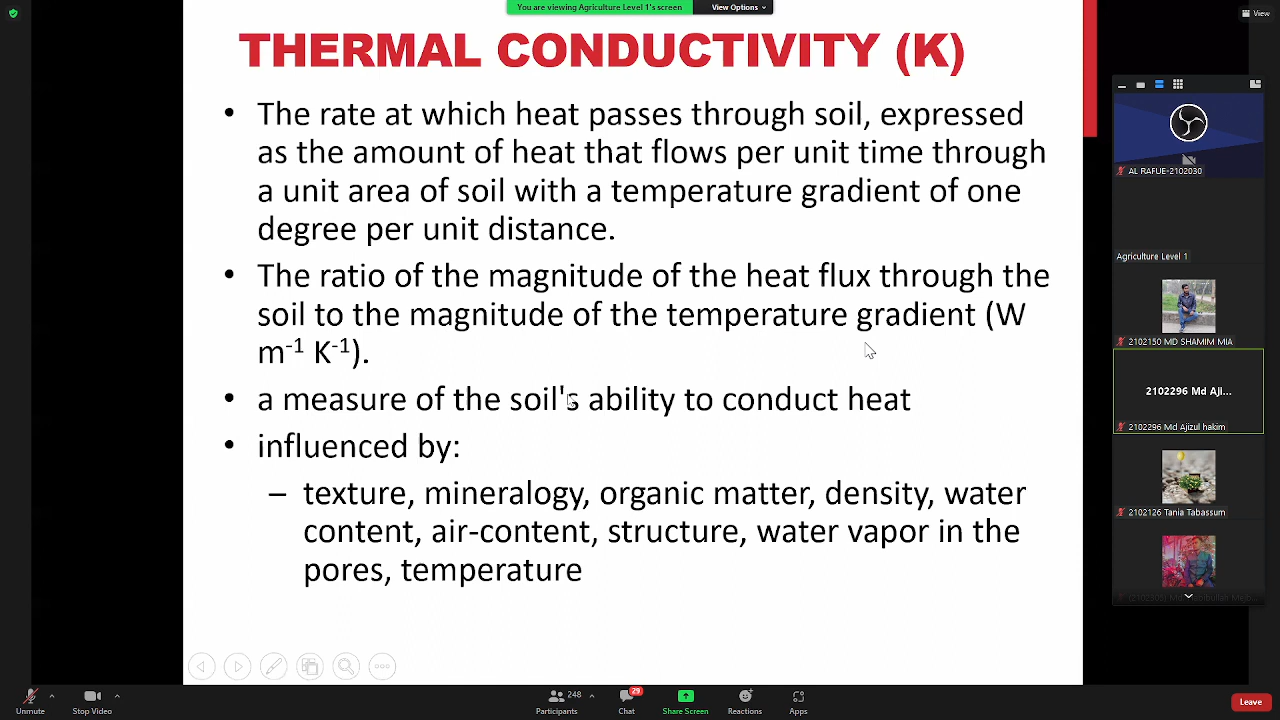 You are viewing Agriculture Level 1's screen
View Options
View
THERMAL CONDUCTIVITY (K)
• The rate at which heat passes through soil, expressed
as the amount of heat that flows per unit time through
a unit area of soil with a temperature gradient of one
degree per unit distance.
• The ratio of the magnitude of the heat flux through the
soil to the magnitude of the temperature gradient (W
m⁻¹ K⁻¹).
• a measure of the soil's ability to conduct heat
• influenced by:
– texture, mineralogy, organic matter, density, water
content, air-content, structure, water vapor in the
pores, temperature
AL RAFUE-2102030
Agriculture Level 1
2102150 MD SHAMIM MIA
2102296 MD Aji...
2102296 Md Ajizul hakim
2102126 Tania Tabassum
Unmute
Stop Video
248
Participants
29
Chat
Share Screen
Reactions
Apps
Leave